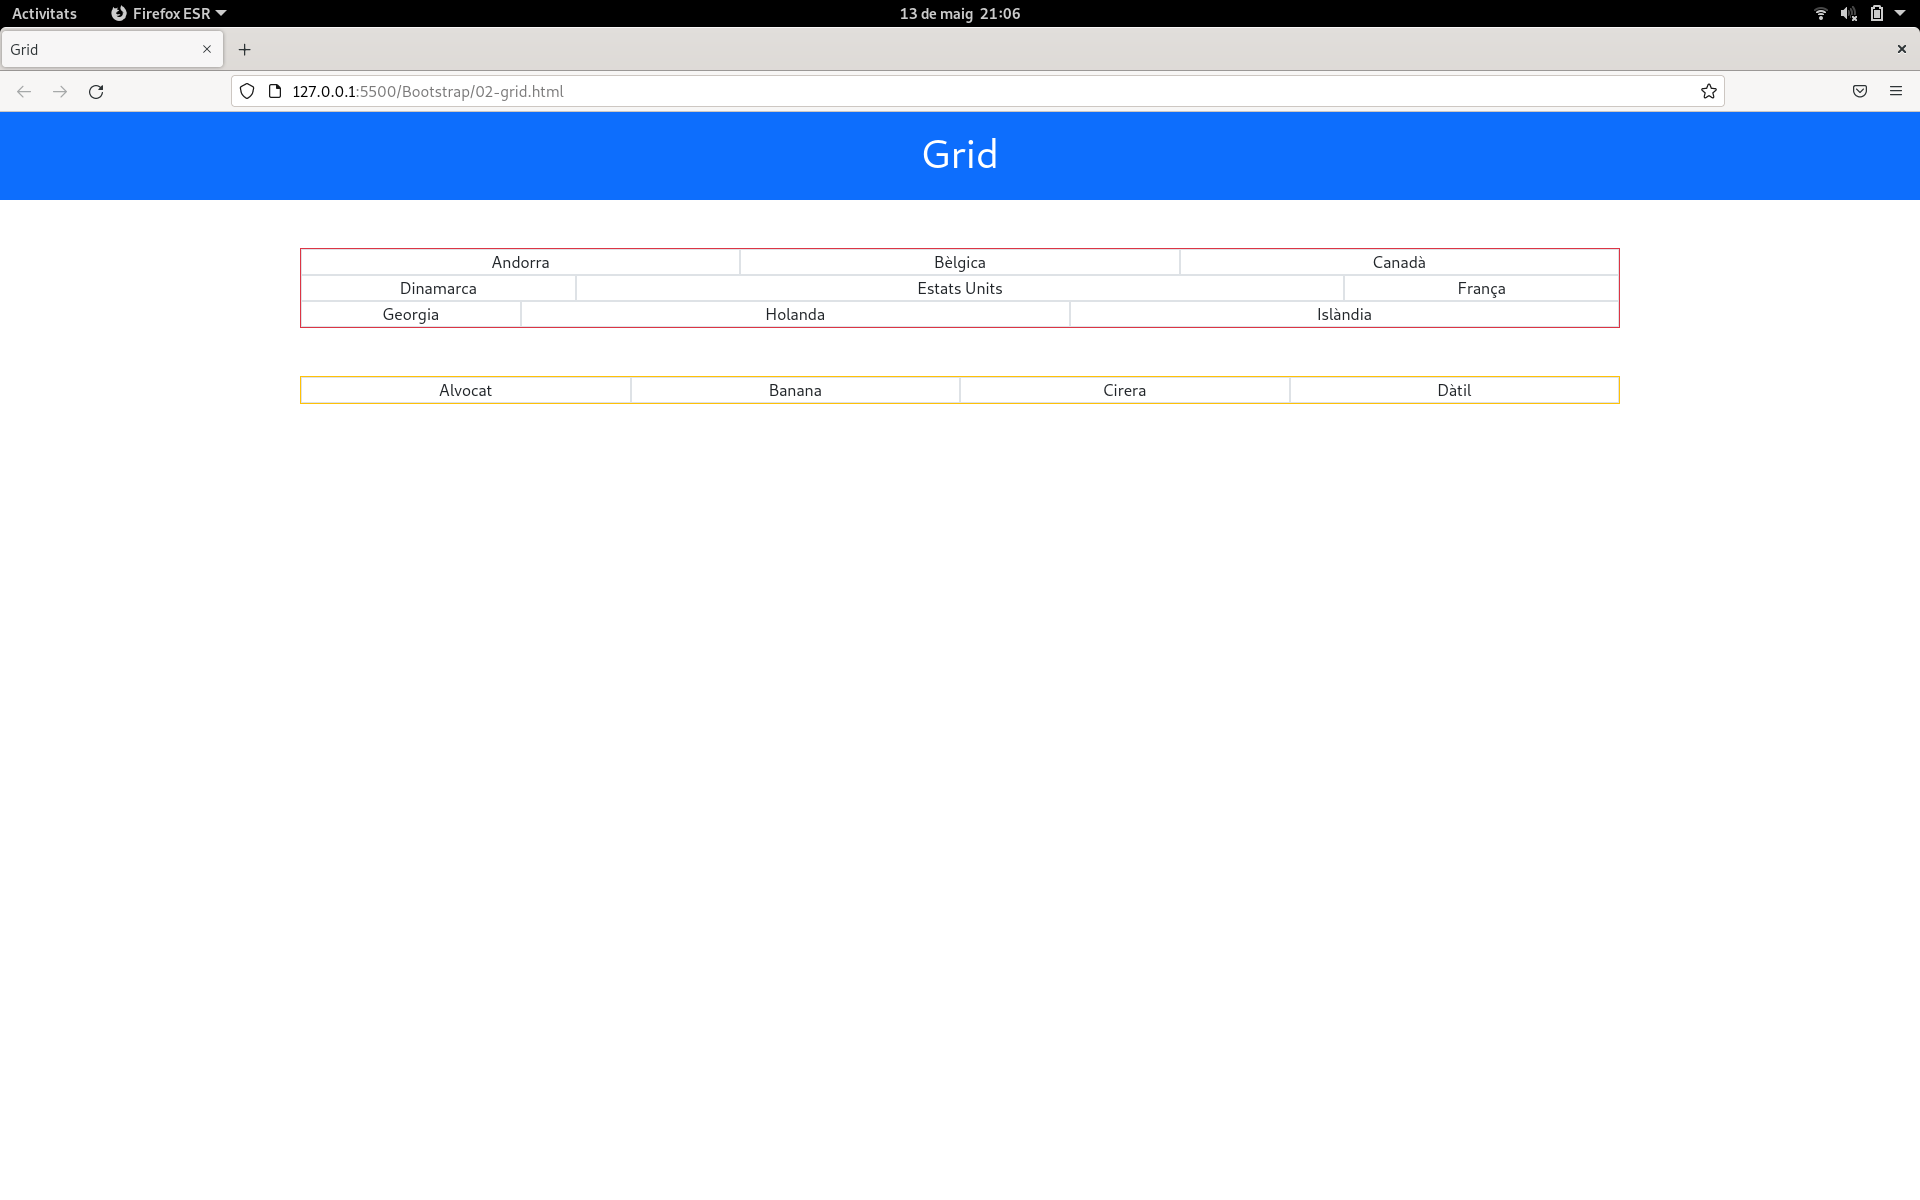 Activitats Firefox ESR 13 de maig 21:06
Grid
127.0.0.1:5500/Bootstrap/02-grid.html
Grid
Andorra Bèlgica Canadà
Dinamarca Estats Units França
Georgia Holanda Islàndia
Alvocat Banana Cirera Dàtil